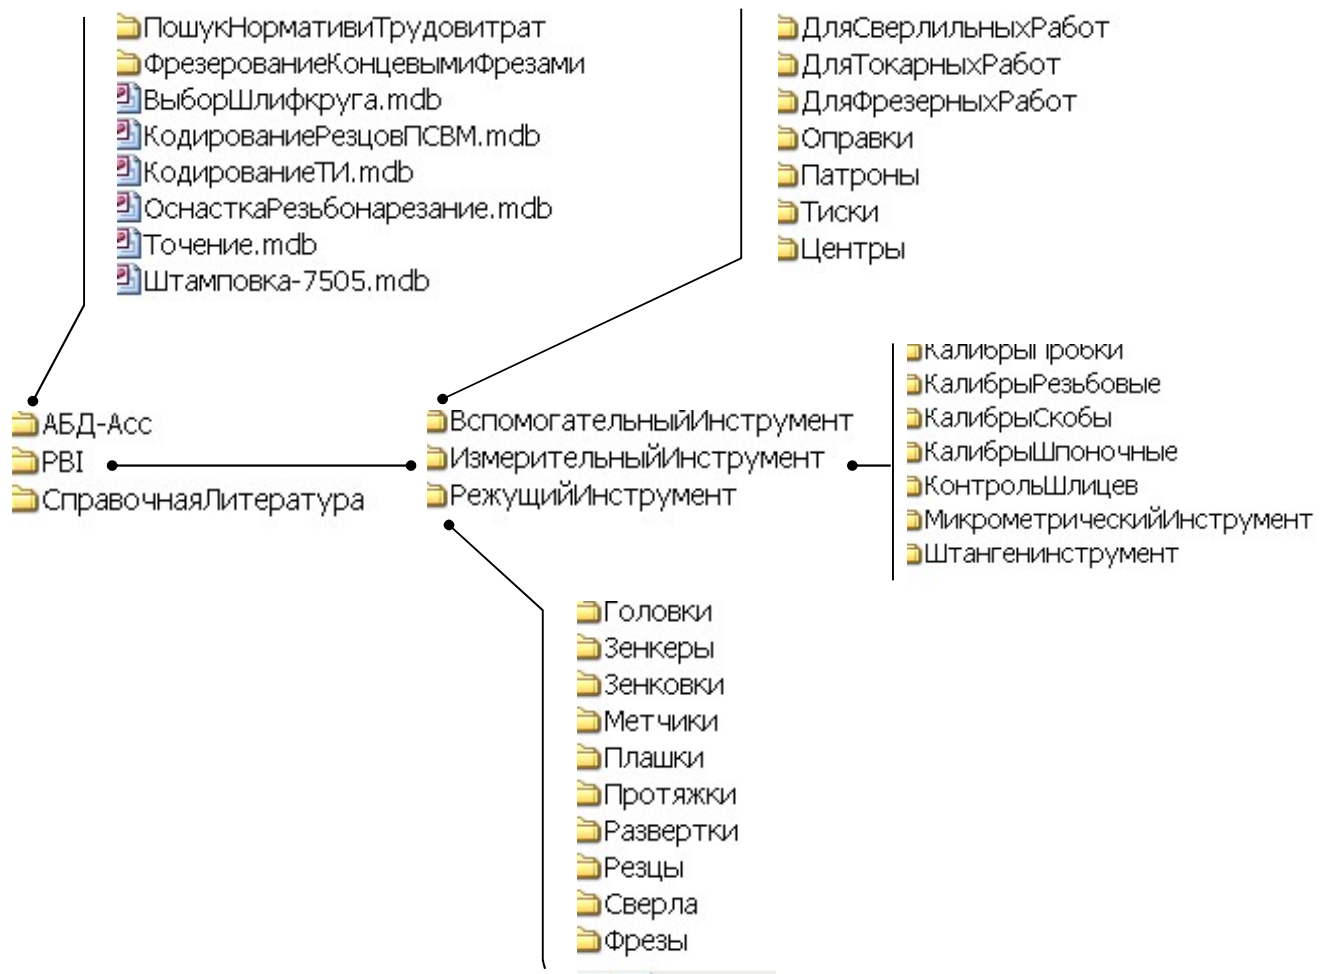 ПошукНормативиТрудовитрат
ФрезерованиеКонцевымиФрезами
ВыборШлифкруга.mdb
КодированиеРезцовПСВМ.mdb
КодированиеТИ.mdb
ОснасткаРезьбонарезание.mdb
Точение.mdb
Штамповка-7505.mdb
ДляСверлильныхРабот
ДляТокарныхРабот
ДляФрезерныхРабот
Оправки
Патроны
Тиски
Центры
АБД-Асс
PBI
СправочнаяЛитература
ВспомогательныйИнструмент
ИзмерительныйИнструмент
РежущийИнструмент
КалибрыПробки
КалибрыРезьбовые
КалибрыСкобы
КалибрыШпоночные
КонтрольШлицев
МикрометрическийИнструмент
Штангенинструмент
Головки
Зенкеры
Зенковки
Метчики
Плашки
Протяжки
Развертки
Резцы
Сверла
Фрезы